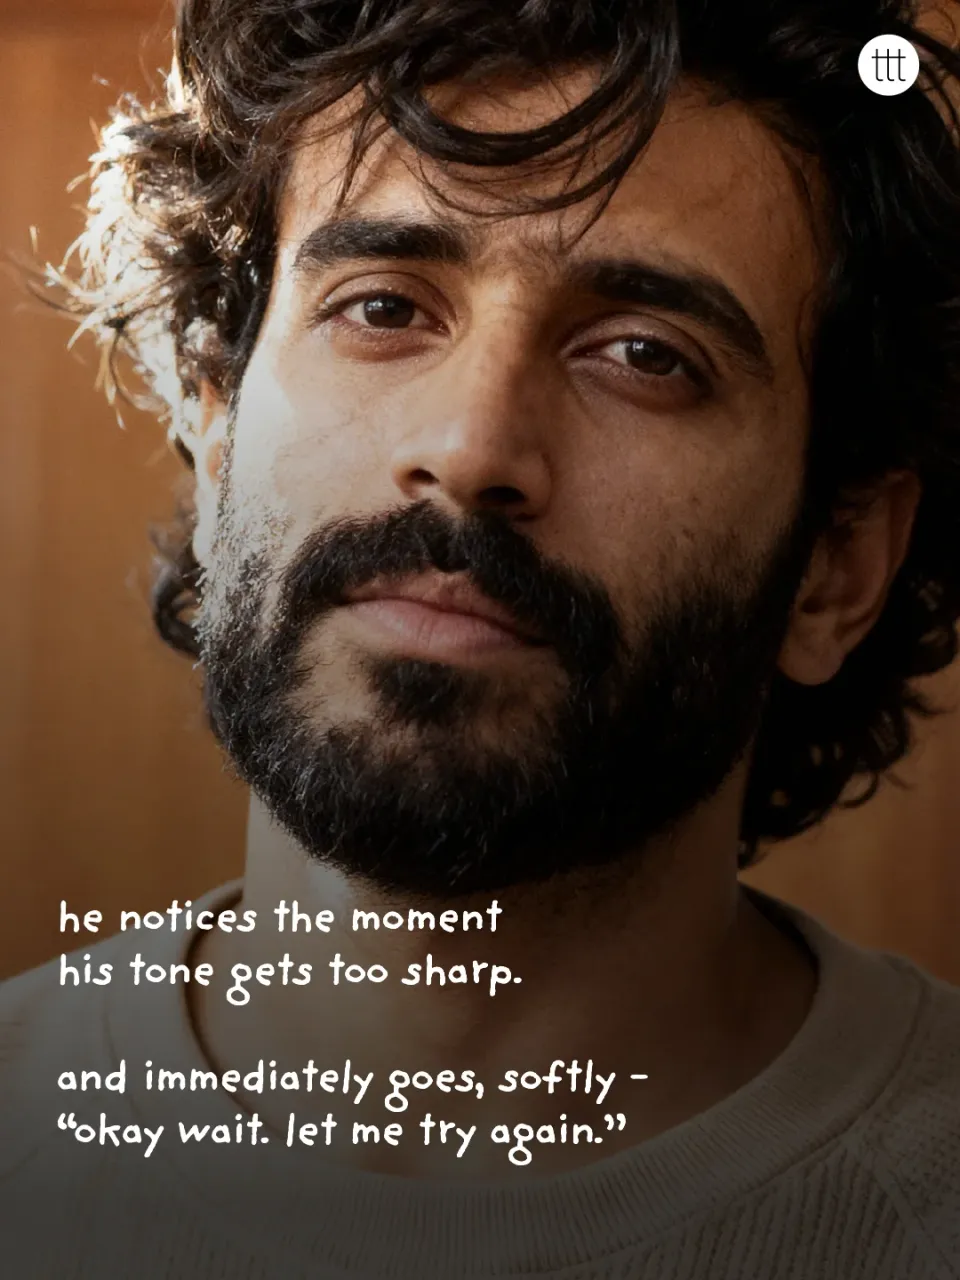 ttt
he notices the moment
his tone gets too sharp.
and immediately goes, softly -
“okay wait. let me try again.”